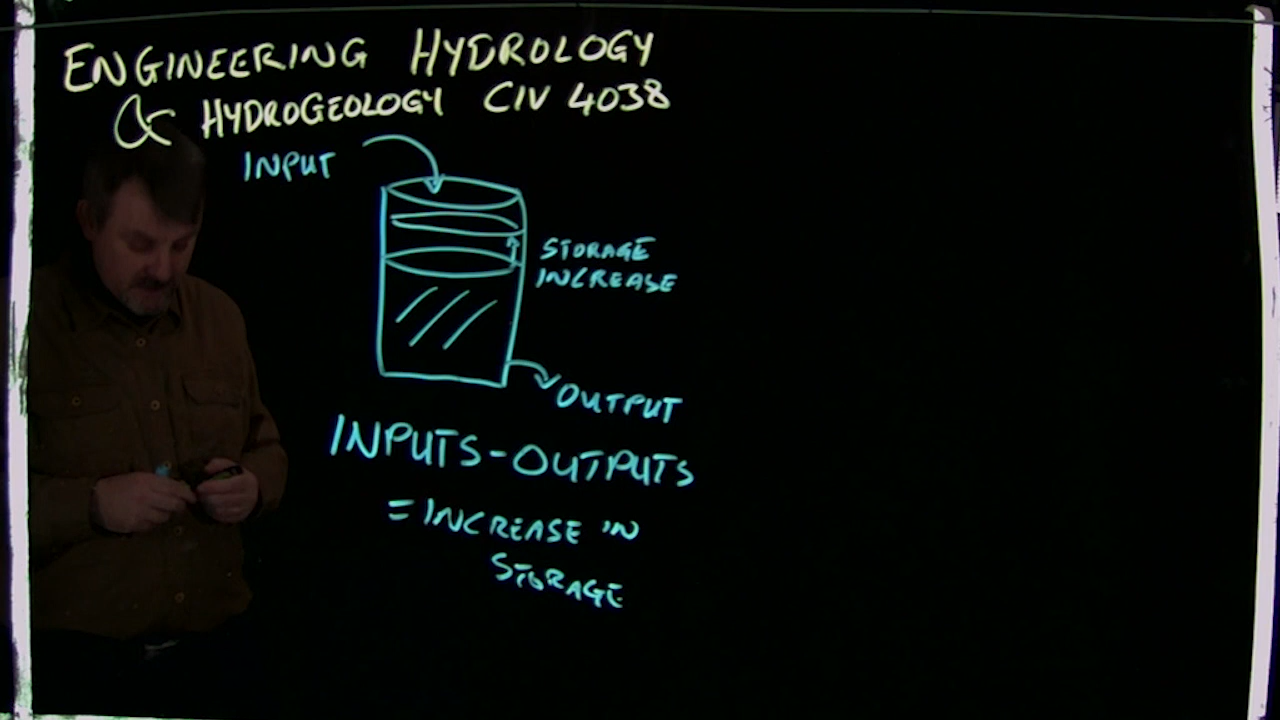 ENGINEERING HYDROLOGY
& HYDROGEOLOGY CIV 4038
INPUT
STORAGE
INCREASE
OUTPUT
INPUTS - OUTPUTS
= INCREASE IN
STORAGE